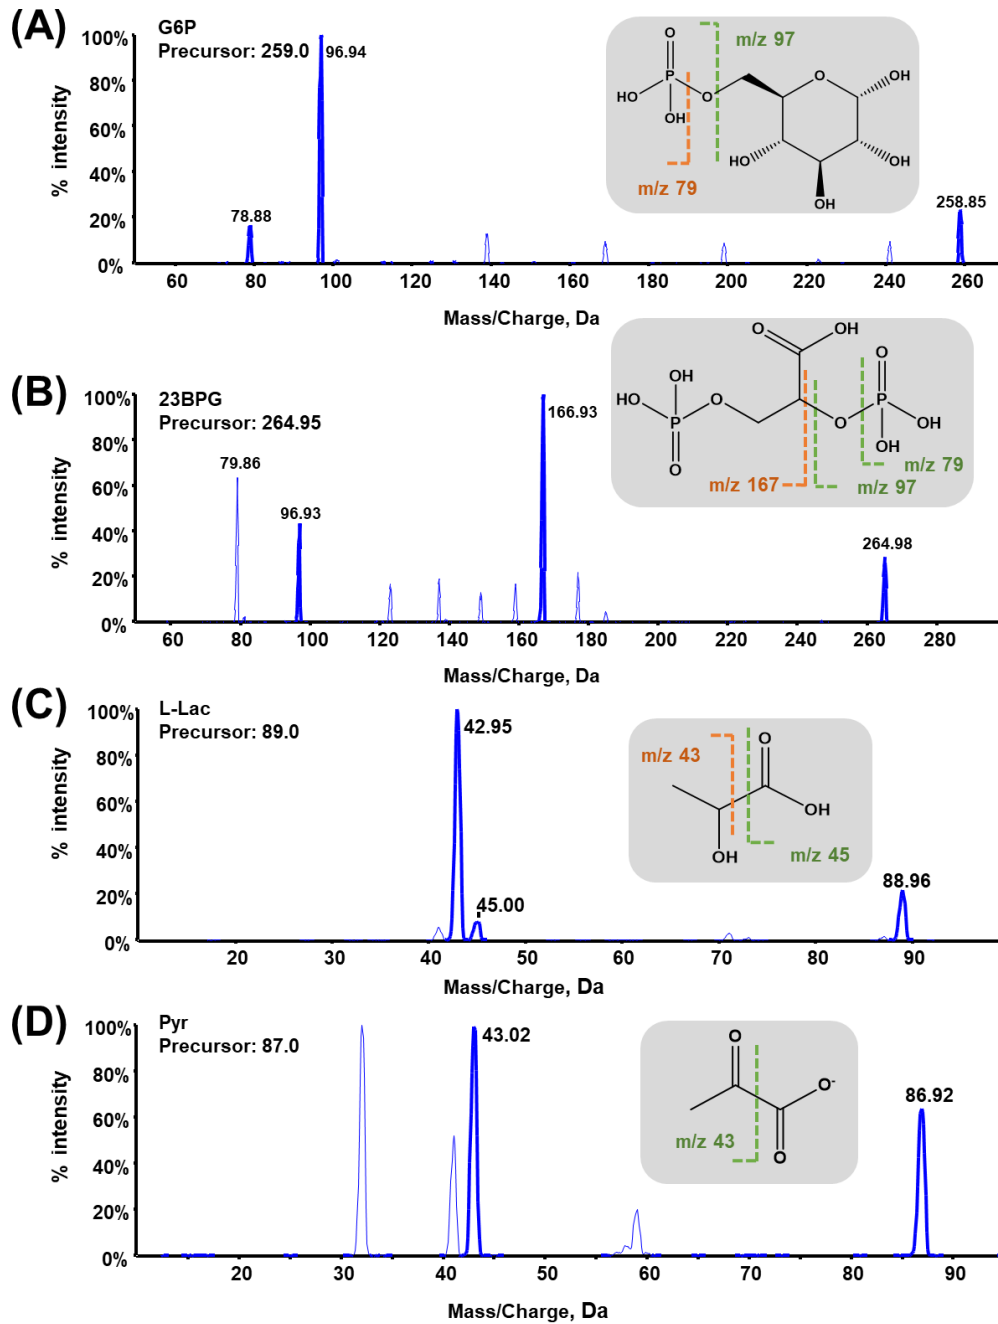 (A)
G6P
Precursor: 259.0
% intensity
100%
80%
60%
40%
20%
0%
78.88
96.94
258.85
O
HO
P
OH
O
O
OH
HO
OH
OH
m/z 97
m/z 79
60 80 100 120 140 160 180 200 220 240 260
Mass/Charge, Da
(B)
23BPG
Precursor: 264.95
% intensity
100%
80%
60%
40%
20%
0%
79.86
96.93
166.93
264.98
O
OH
OH
HO
P
O
O
O
O
P
OH
OH
m/z 167
m/z 97
m/z 79
60 80 100 120 140 160 180 200 220 240 260 280
Mass/Charge, Da
(C)
L-Lac
Precursor: 89.0
% intensity
100%
80%
60%
40%
20%
0%
42.95
45.00
88.96
m/z 43
O
OH
OH
m/z 45
20 30 40 50 60 70 80 90
Mass/Charge, Da
(D)
Pyr
Precursor: 87.0
% intensity
100%
80%
60%
40%
20%
0%
43.02
86.92
O
O-
O
m/z 43
20 30 40 50 60 70 80 90
Mass/Charge, Da